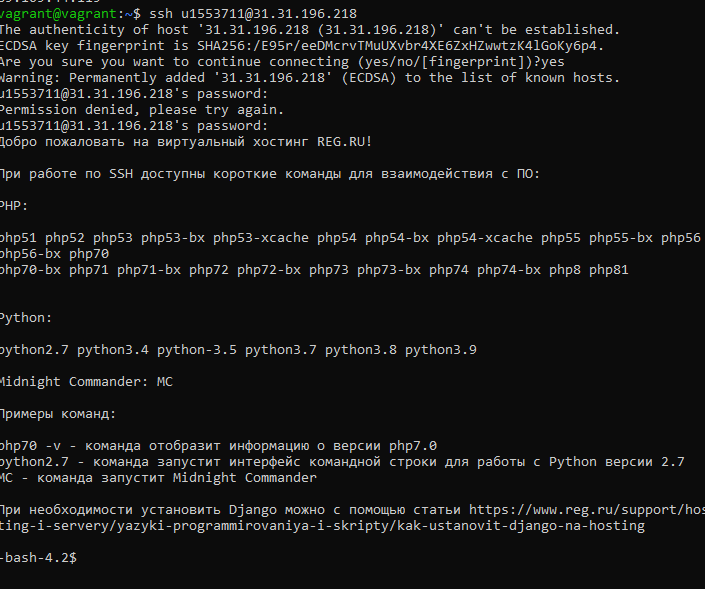 vagrant@vagrant:~$ ssh u1553711@31.31.196.218
The authenticity of host '31.31.196.218 (31.31.196.218)' can't be established.
ECDSA key fingerprint is SHA256:/E95r/eeDMcrvTMuUXvbr4XE6ZxHZwwtzK4lGoKy6p4.
Are you sure you want to continue connecting (yes/no/[fingerprint])?yes
Warning: Permanently added '31.31.196.218' (ECDSA) to the list of known hosts.
u1553711@31.31.196.218's password:
Permission denied, please try again.
u1553711@31.31.196.218's password:
Добро пожаловать на виртуальный хостинг REG.RU!
При работе по SSH доступны короткие команды для взаимодействия с ПО:
PHP:
php51 php52 php53 php53-bx php53-xcache php54 php54-bx php54-xcache php55 php55-bx php56
php56-bx php70
php70-bx php71 php71-bx php72 php72-bx php73 php73-bx php74 php74-bx php8 php81
Python:
python2.7 python3.4 python-3.5 python3.7 python3.8 python3.9
Midnight Commander: MC
Примеры команд:
php70 -v - команда отобразит информацию о версии php7.0
python2.7 - команда запустит интерфейс командной строки для работы с Python версии 2.7
MC - команда запустит Midnight Commander
При необходимости установить Django можно с помощью статьи https://www.reg.ru/support/hos
ting-i-servery/yazyki-programmirovaniya-i-skripty/kak-ustanovit-django-na-hosting
-bash-4.2$